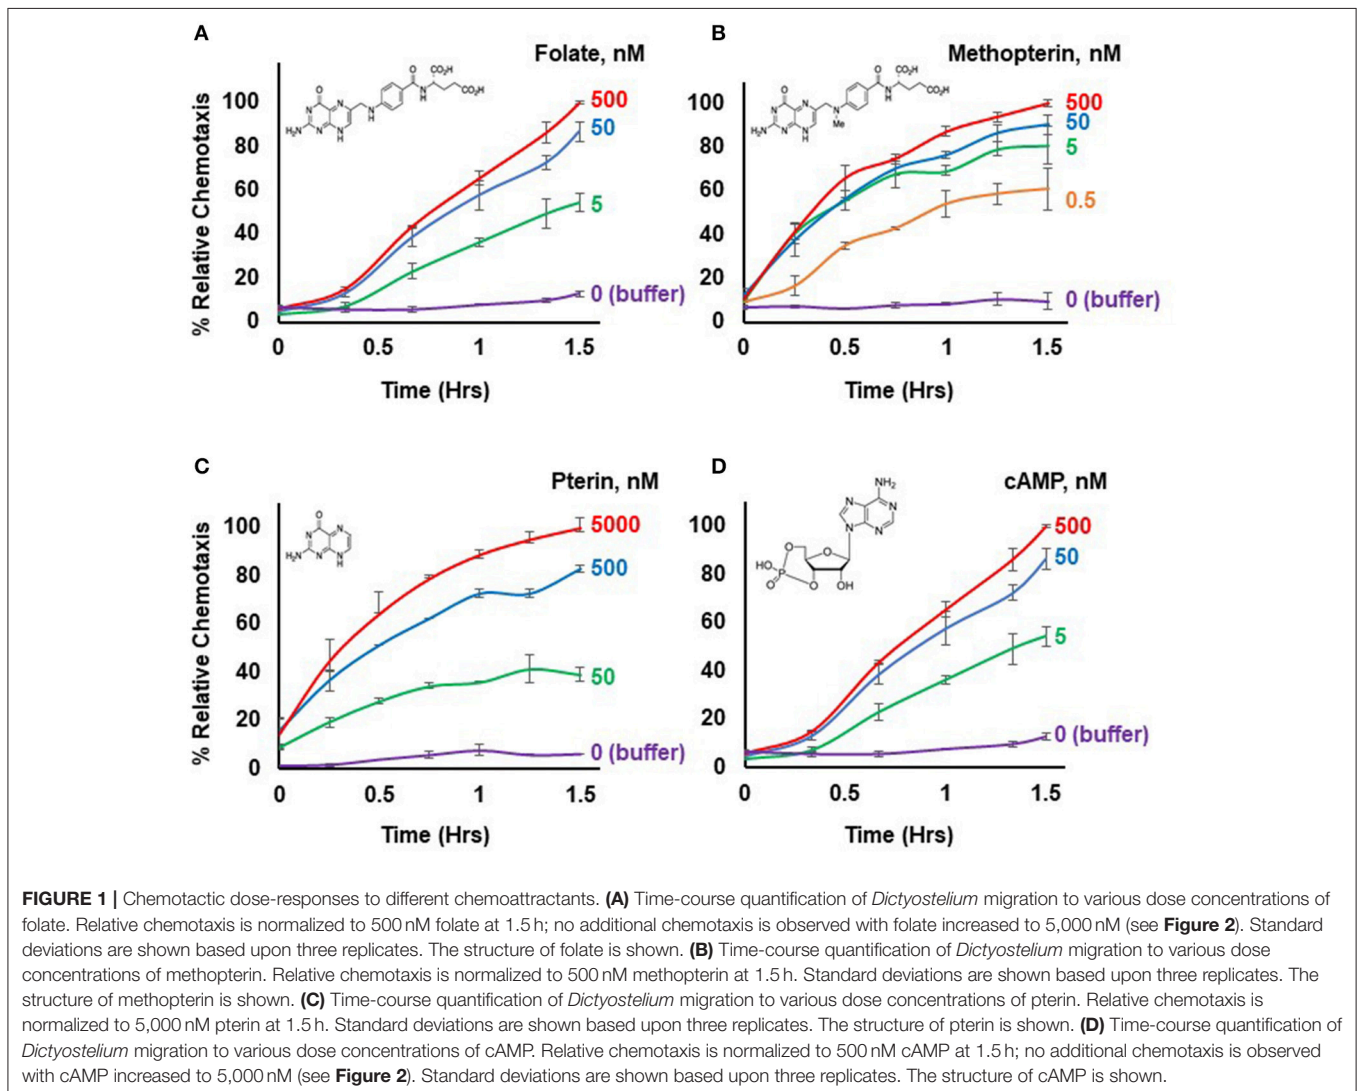 A
Folate, nM
% Relative Chemotaxis
100
80
60
40
20
0
0 0.5 1 1.5
Time (Hrs)
500
50
5
0 (buffer)
O
N
N
HN
H₂N
N
N
H
N
H
O
N
H
CO₂H
CO₂H
B
Methopterin, nM
100
80
60
40
20
0
0 0.5 1 1.5
Time (Hrs)
500
50
5
0.5
0 (buffer)
O
N
N
HN
H₂N
N
N
H
N
Me
O
N
H
CO₂H
CO₂H
C
Pterin, nM
% Relative Chemotaxis
100
80
60
40
20
0
0 0.5 1 1.5
Time (Hrs)
5000
500
50
0 (buffer)
O
N
HN
H₂N
N
N
H
D
cAMP, nM
100
80
60
40
20
0
0 0.5 1 1.5
Time (Hrs)
500
50
5
0 (buffer)
NH₂
N
N
N
N
O
O
HO
P
O
O
OH
FIGURE 1 | Chemotactic dose-responses to different chemoattractants. (A) Time-course quantification of Dictyostelium migration to various dose concentrations of
folate. Relative chemotaxis is normalized to 500 nM folate at 1.5 h; no additional chemotaxis is observed with folate increased to 5,000 nM (see Figure 2). Standard
deviations are shown based upon three replicates. The structure of folate is shown. (B) Time-course quantification of Dictyostelium migration to various dose
concentrations of methopterin. Relative chemotaxis is normalized to 500 nM methopterin at 1.5 h. Standard deviations are shown based upon three replicates. The
structure of methopterin is shown. (C) Time-course quantification of Dictyostelium migration to various dose concentrations of pterin. Relative chemotaxis is
normalized to 5,000 nM pterin at 1.5 h. Standard deviations are shown based upon three replicates. The structure of pterin is shown. (D) Time-course quantification of
Dictyostelium migration to various dose concentrations of cAMP. Relative chemotaxis is normalized to 500 nM cAMP at 1.5 h; no additional chemotaxis is observed
with cAMP increased to 5,000 nM (see Figure 2). Standard deviations are shown based upon three replicates. The structure of cAMP is shown.